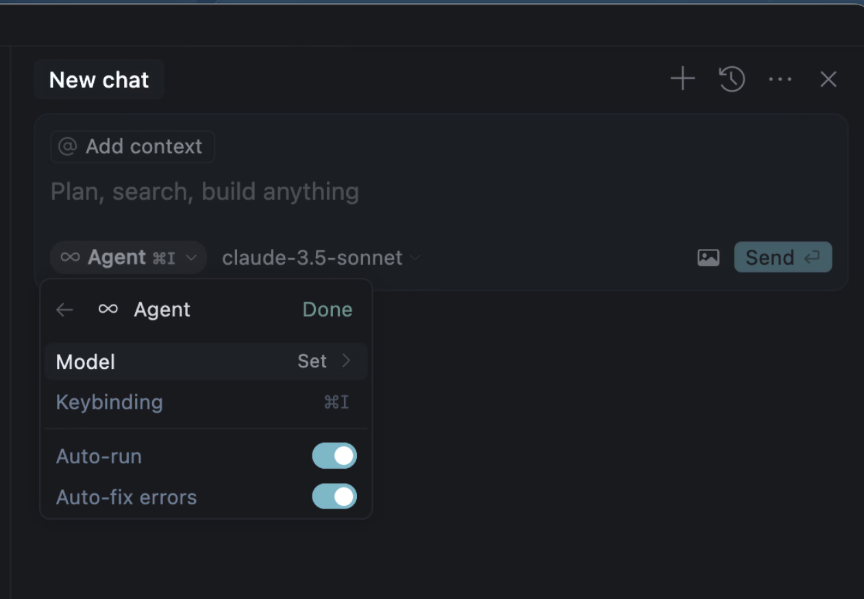 New chat
@ Add context
Plan, search, build anything
∞ Agent ⌘I claude-3.5-sonnet Send ⏎
← ∞ Agent Done
Model Set >
Keybinding ⌘I
Auto-run
Auto-fix errors